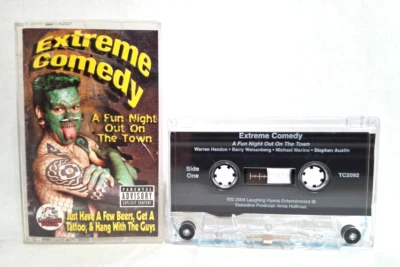 Extreme
Comedy
A Fun Night
Out On
The Town
PARENTAL
ADVISORY
EXPLICIT CONTENT
Just Have A Few Beers, Get A
Tattoo, & Hang With The Guys
Extreme Comedy
A Fun Night Out On The Town
Warren Herdon • Barry Weisenberg • Michael Marino • Stephen Austin
Side
One
TC2092
2004 Laughing Hyena Entertainment
Executive Producer: Arnie Hoffman